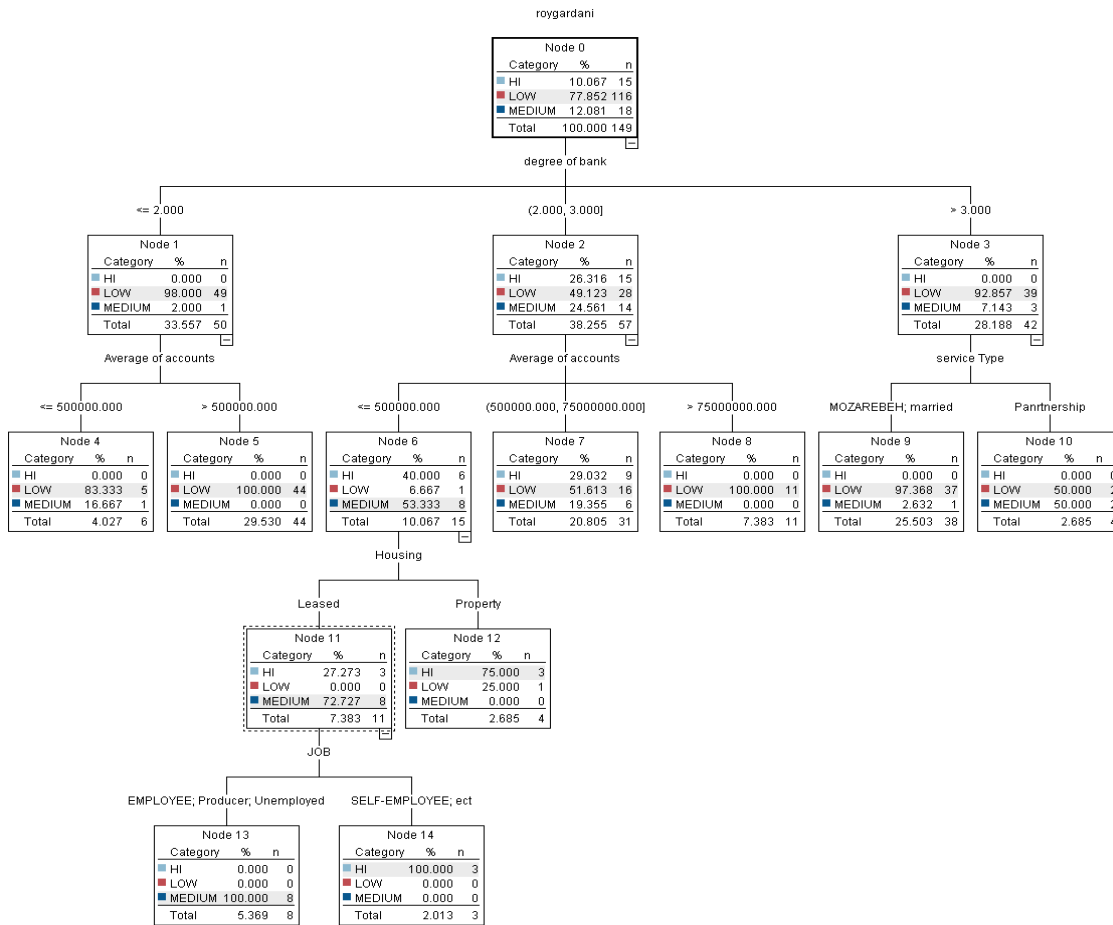 roygardani
Node 0
Category % n
HI 10.067 15
LOW 77.852 116
MEDIUM 12.081 18
Total 100.000 149
degree of bank
<= 2.000
(2.000, 3.000]
> 3.000
Node 1
Category % n
HI 0.000 0
LOW 98.000 49
MEDIUM 2.000 1
Total 33.557 50
Node 2
Category % n
HI 26.316 15
LOW 49.123 28
MEDIUM 24.561 14
Total 38.255 57
Node 3
Category % n
HI 0.000 0
LOW 92.857 39
MEDIUM 7.143 3
Total 28.188 42
Average of accounts
Average of accounts
service Type
<= 500000.000
> 500000.000
<= 500000.000
(500000.000, 75000000.000]
> 75000000.000
MOZAREBEH; married
Panrtnership
Node 4
Category % n
HI 0.000 0
LOW 83.333 5
MEDIUM 16.667 1
Total 4.027 6
Node 5
Category % n
HI 0.000 0
LOW 100.000 44
MEDIUM 0.000 0
Total 29.530 44
Node 6
Category % n
HI 40.000 6
LOW 6.667 1
MEDIUM 53.333 8
Total 10.067 15
Node 7
Category % n
HI 29.032 9
LOW 51.613 16
MEDIUM 19.355 6
Total 20.805 31
Node 8
Category % n
HI 0.000 0
LOW 100.000 11
MEDIUM 0.000 0
Total 7.383 11
Node 9
Category % n
HI 0.000 0
LOW 97.368 37
MEDIUM 2.632 1
Total 25.503 38
Node 10
Category % n
HI 0.000 0
LOW 50.000 2
MEDIUM 50.000 2
Total 2.685 4
Housing
Leased
Property
Node 11
Category % n
HI 27.273 3
LOW 0.000 0
MEDIUM 72.727 8
Total 7.383 11
Node 12
Category % n
HI 75.000 3
LOW 25.000 1
MEDIUM 0.000 0
Total 2.685 4
JOB
EMPLOYEE; Producer; Unemployed
SELF-EMPLOYEE; ect
Node 13
Category % n
HI 0.000 0
LOW 0.000 0
MEDIUM 100.000 8
Total 5.369 8
Node 14
Category % n
HI 100.000 3
LOW 0.000 0
MEDIUM 0.000 0
Total 2.013 3